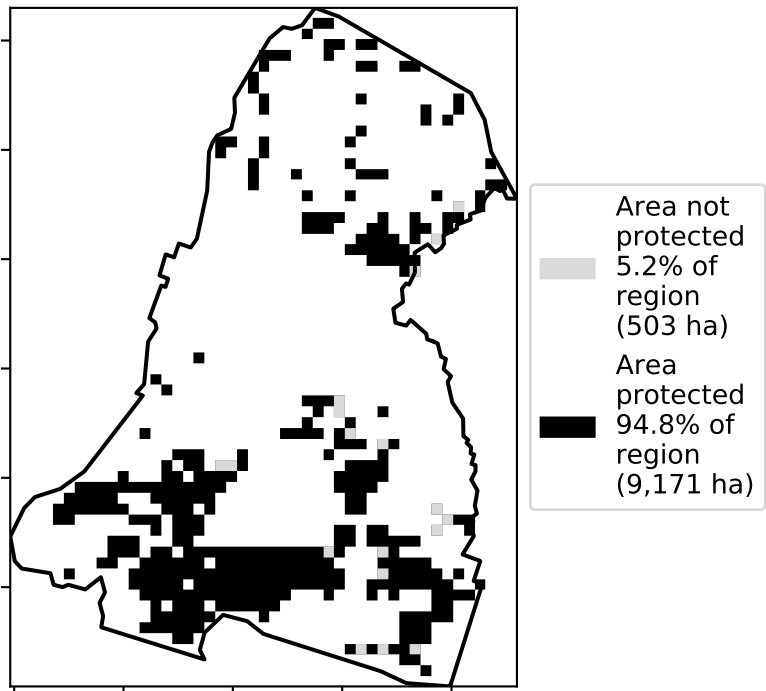 Area not
protected
5.2% of
region
(503 ha)
Area
protected
94.8% of
region
(9,171 ha)